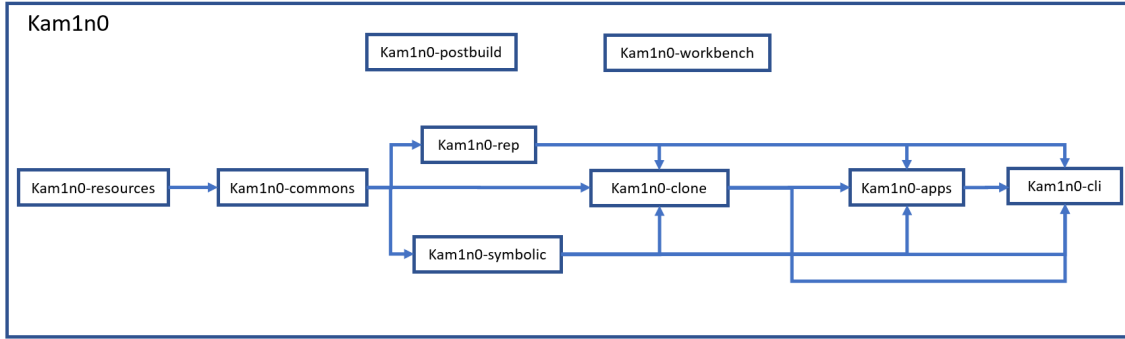 Kam1n0
Kam1n0-postbuild
Kam1n0-workbench
Kam1n0-rep
Kam1n0-resources
Kam1n0-commons
Kam1n0-clone
Kam1n0-apps
Kam1n0-cli
Kam1n0-symbolic